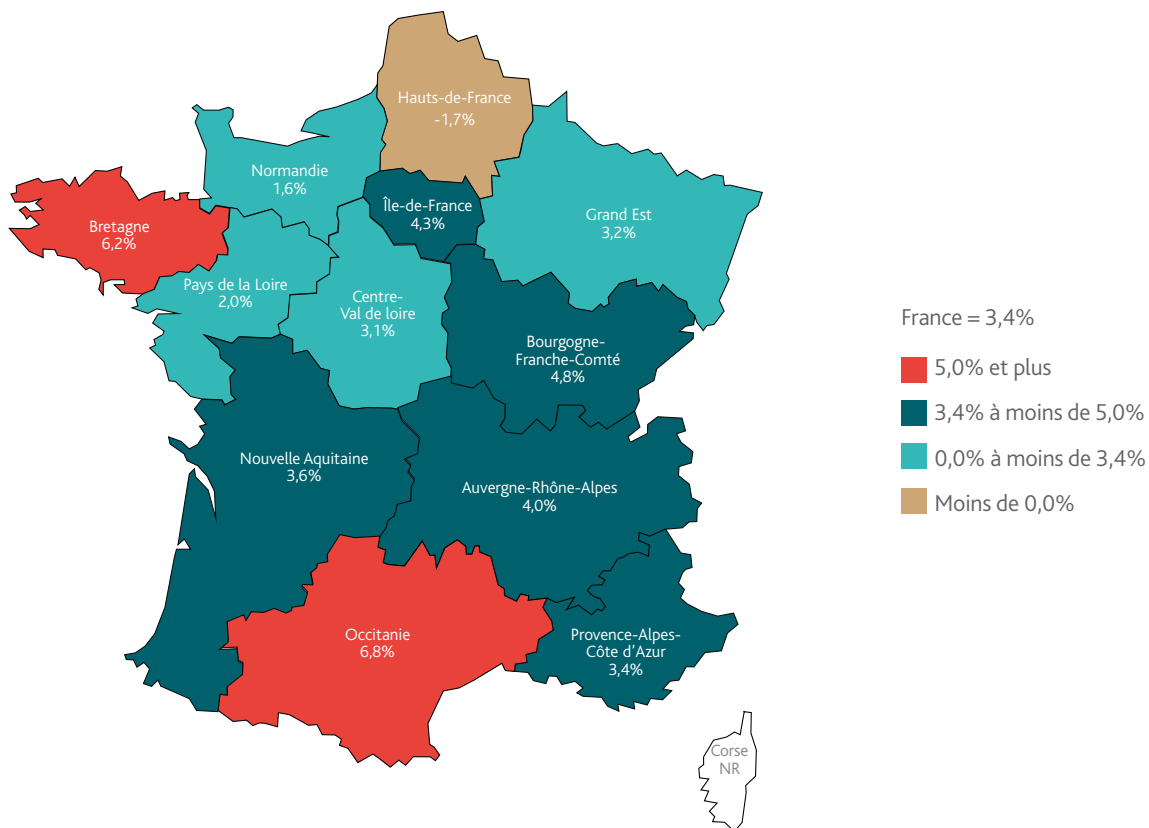 Hauts-de-France
-1,7%
Normandie
1,6%
Île-de-France
4,3%
Grand Est
3,2%
Bretagne
6,2%
Pays de la Loire
2,0%
Centre-
Val de loire
3,1%
Bourgogne-
Franche-Comté
4,8%
Nouvelle Aquitaine
3,6%
Auvergne-Rhône-Alpes
4,0%
Occitanie
6,8%
Provence-Alpes-
Côte d'Azur
3,4%
Corse
NR
France = 3,4%
5,0% et plus
3,4% à moins de 5,0%
0,0% à moins de 3,4%
Moins de 0,0%